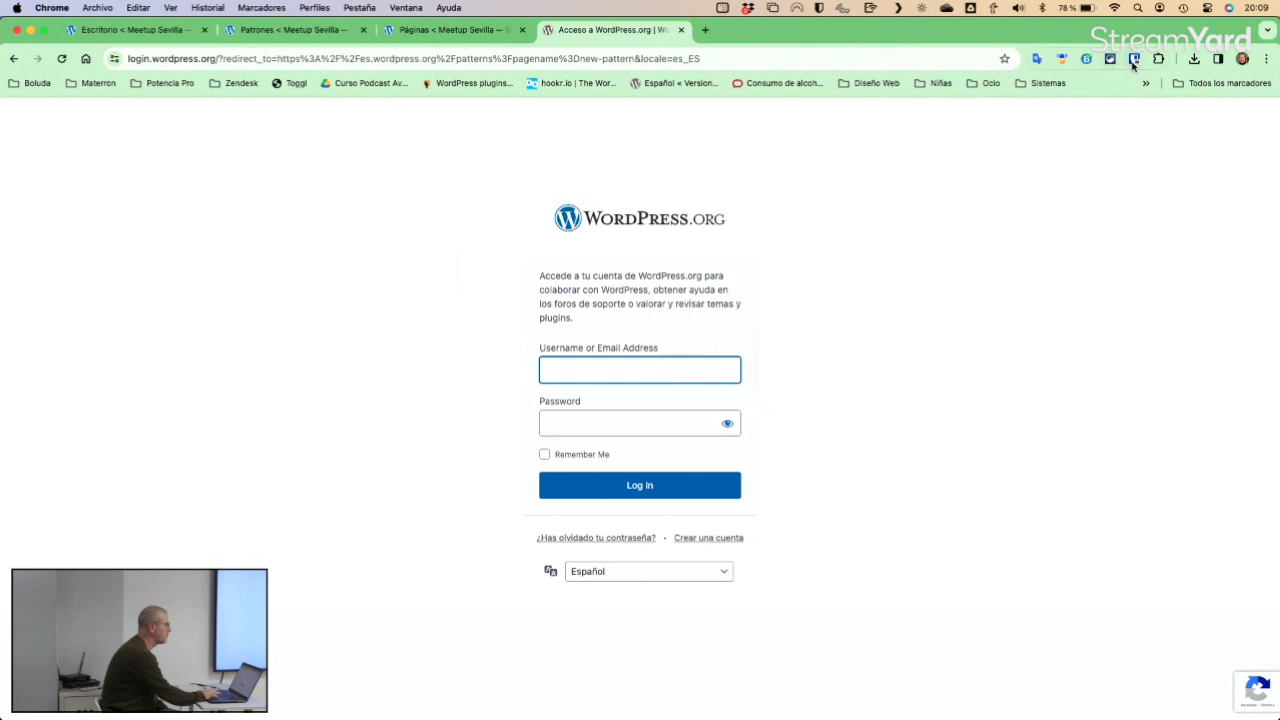 Chrome Archivo Editar Ver Historial Marcadores Perfiles Pestaña Ventana Ayuda 78 % 20:09
Escritorio < Meetup Sevilla — Patrones < Meetup Sevilla — Páginas < Meetup Sevilla — Acceso a WordPress.org | Wo
StreamYard
login.wordpress.org/?redirect_to=https%3A%2F%2Fes.wordpress.org%2Fpatterns%3Fpagename%3Dnew-pattern&locale=es_ES
Boluda Materron Potencia Pro Zendesk Toggl Curso Podcast Av... WordPress plugins... hookr.io | The Wor... Español « Version... Consumo de alcoh... Diseño Web Niñas Ocio Sistemas » Todos los marcadores
WORDPRESS.ORG
Accede a tu cuenta de WordPress.org para
colaborar con WordPress, obtener ayuda en
los foros de soporte o valorar y revisar temas y
plugins.
Username or Email Address
Password
Remember Me
Log In
¿Has olvidado tu contraseña? • Crear una cuenta
Español